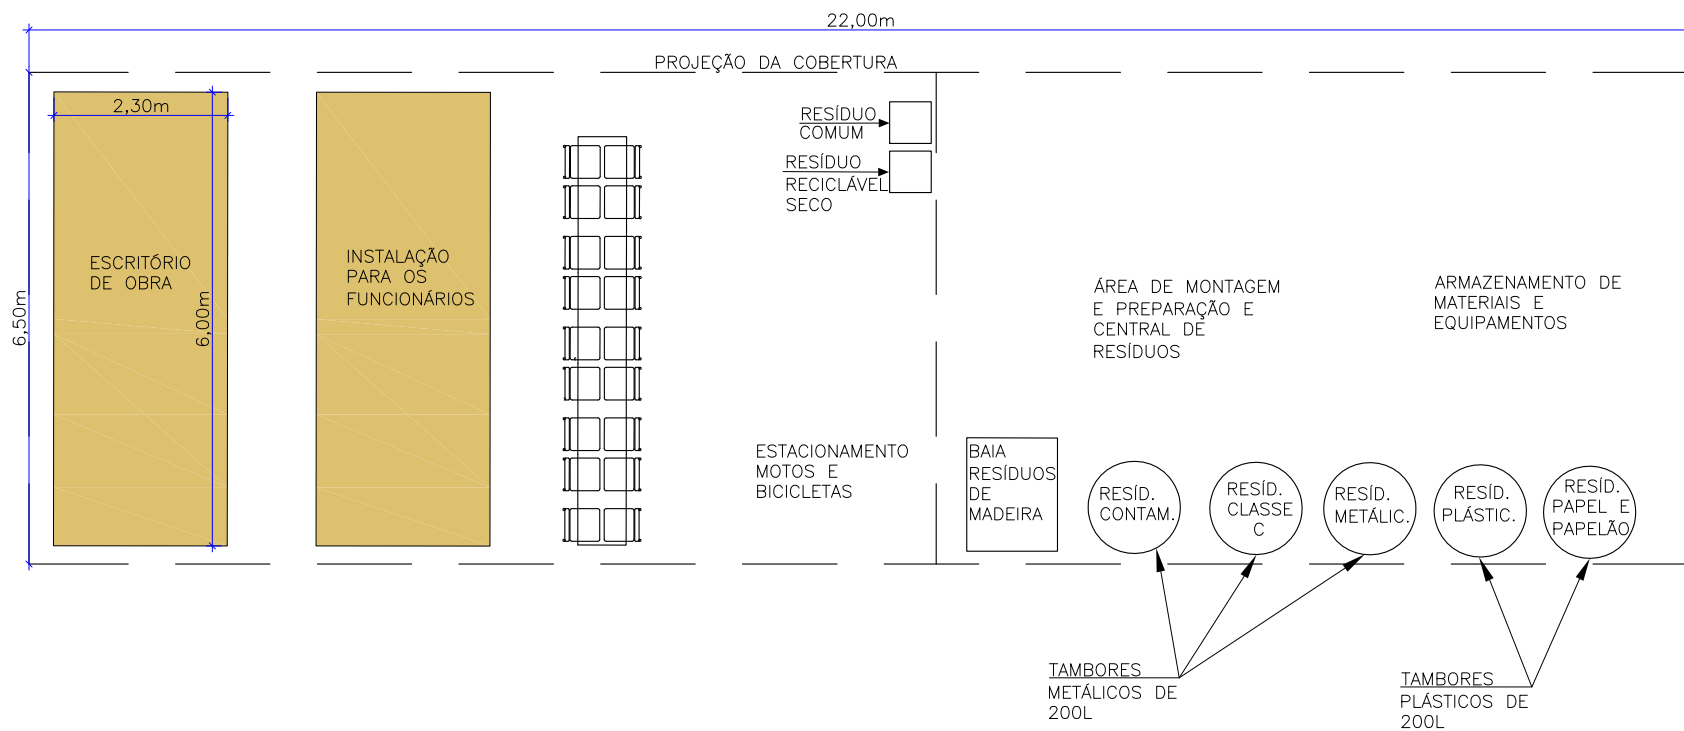 22,00m
PROJEÇÃO DA COBERTURA
2,30m
RESÍDUO
COMUM
RESÍDUO
RECICLÁVEL
SECO
ESCRITÓRIO
DE OBRA
6,00m
6,50m
INSTALAÇÃO
PARA OS
FUNCIONÁRIOS
ÁREA DE MONTAGEM
E PREPARAÇÃO E
CENTRAL DE
RESÍDUOS
ARMAZENAMENTO DE
MATERIAIS E
EQUIPAMENTOS
ESTACIONAMENTO
MOTOS E
BICICLETAS
BAIA
RESÍDUOS
DE
MADEIRA
RESÍD.
CONTAM.
RESÍD.
CLASSE
C
RESÍD.
METÁLIC.
RESÍD.
PLÁSTIC.
RESÍD.
PAPEL E
PAPELÃO
TAMBORES
METÁLICOS DE
200L
TAMBORES
PLÁSTICOS DE
200L